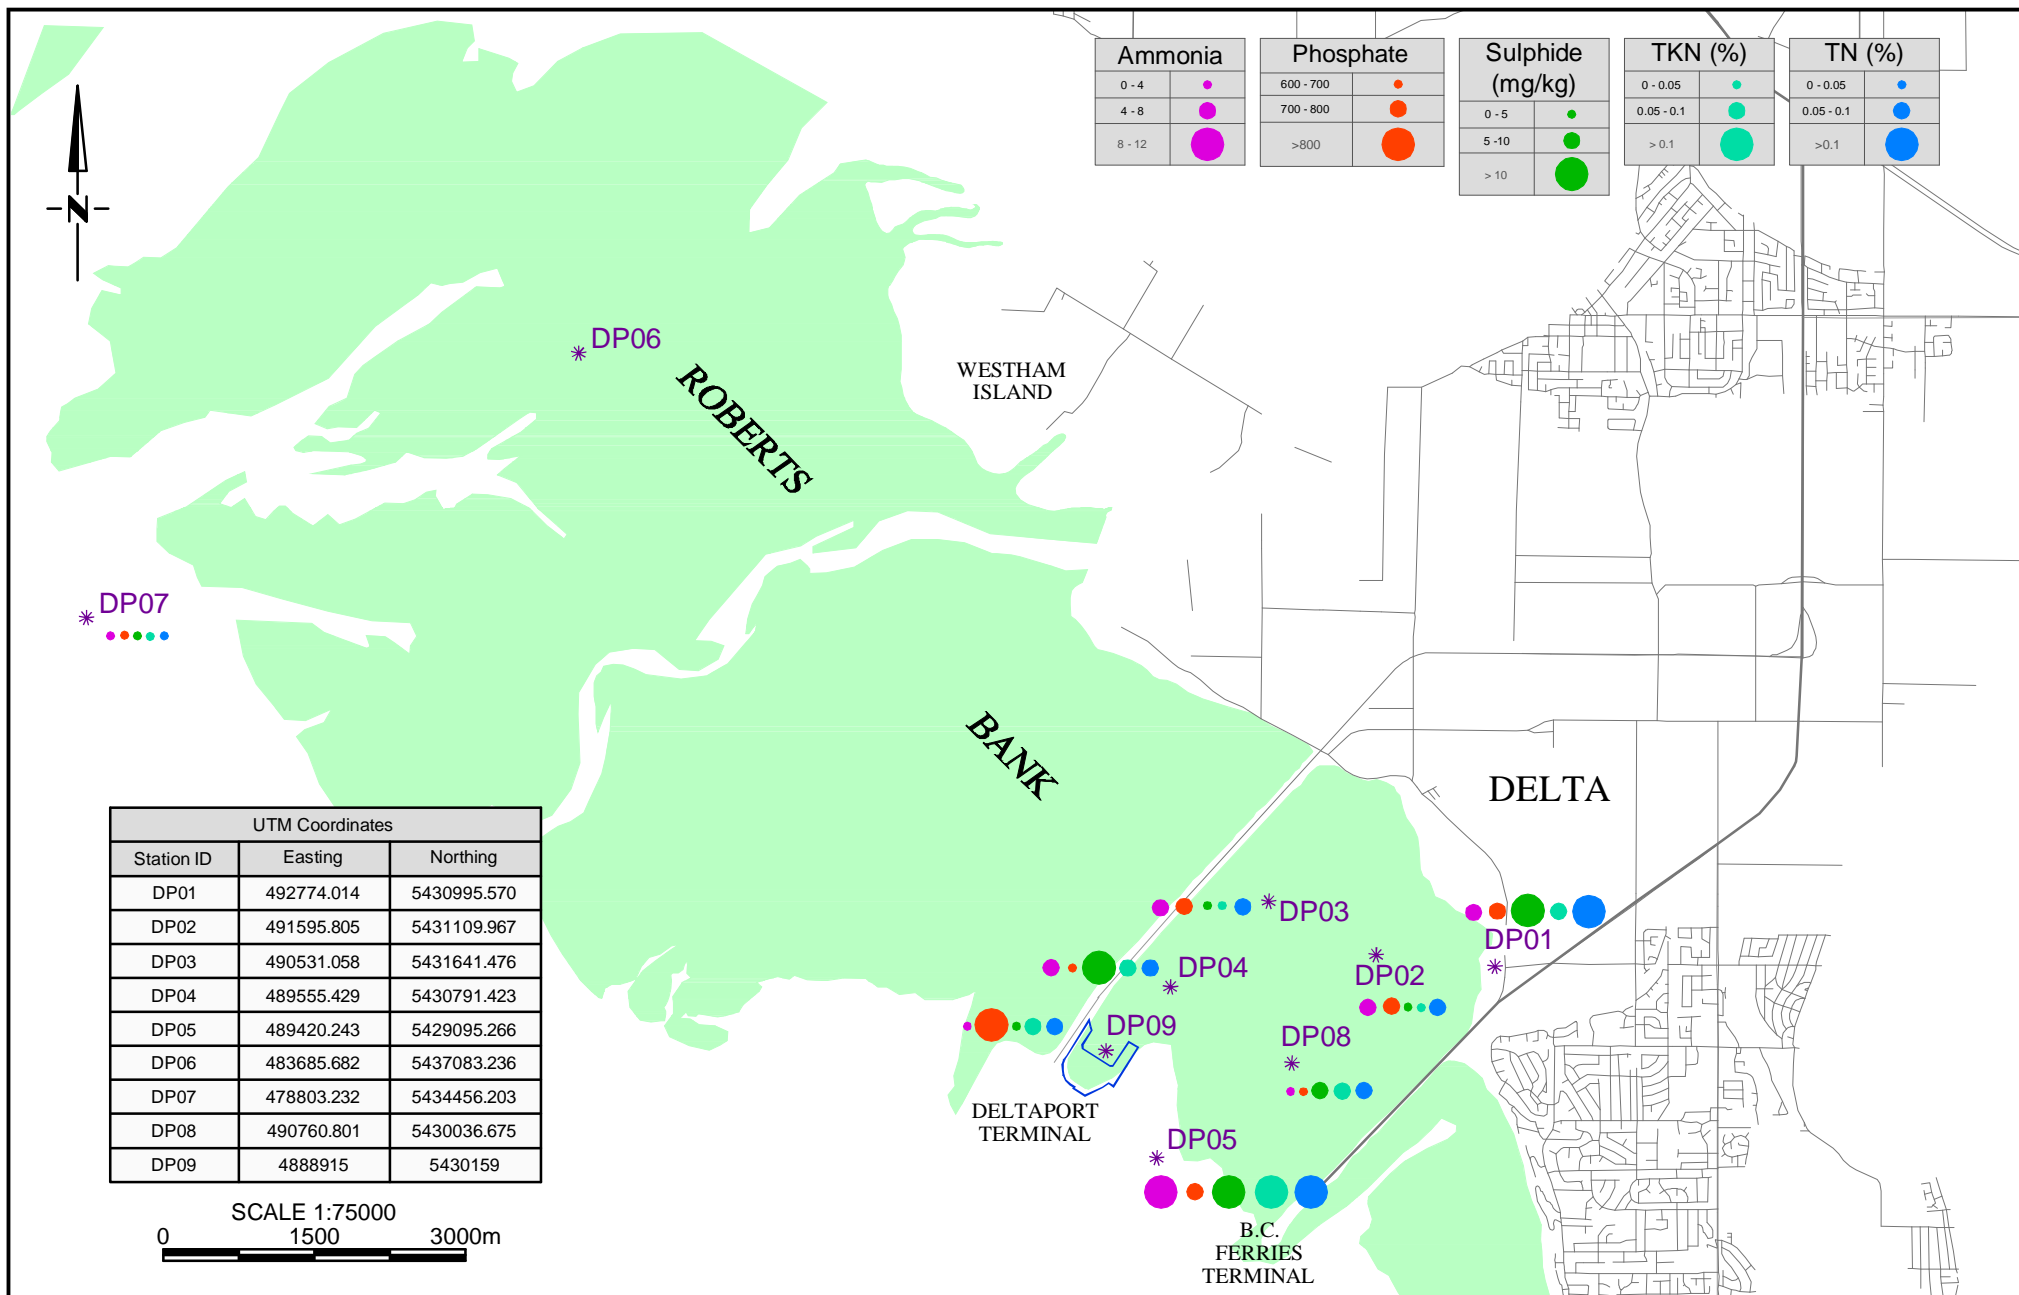 Ammonia
0 - 4
4 - 8
8 - 12
Phosphate
600 - 700
700 - 800
>800
Sulphide
(mg/kg)
0 - 5
5 -10
> 10
TKN (%)
0 - 0.05
0.05 - 0.1
> 0.1
TN (%)
0 - 0.05
0.05 - 0.1
>0.1
N
DP06
ROBERTS
WESTHAM
ISLAND
DP07
BANK
DELTA
DP03
DP01
DP04
DP02
DP09
DP08
DELTAPORT
TERMINAL
DP05
B.C.
FERRIES
TERMINAL
UTM Coordinates
Station ID Easting Northing
DP01 492774.014 5430995.570
DP02 491595.805 5431109.967
DP03 490531.058 5431641.476
DP04 489555.429 5430791.423
DP05 489420.243 5429095.266
DP06 483685.682 5437083.236
DP07 478803.232 5434456.203
DP08 490760.801 5430036.675
DP09 4888915 5430159
SCALE 1:75000
0 1500 3000m